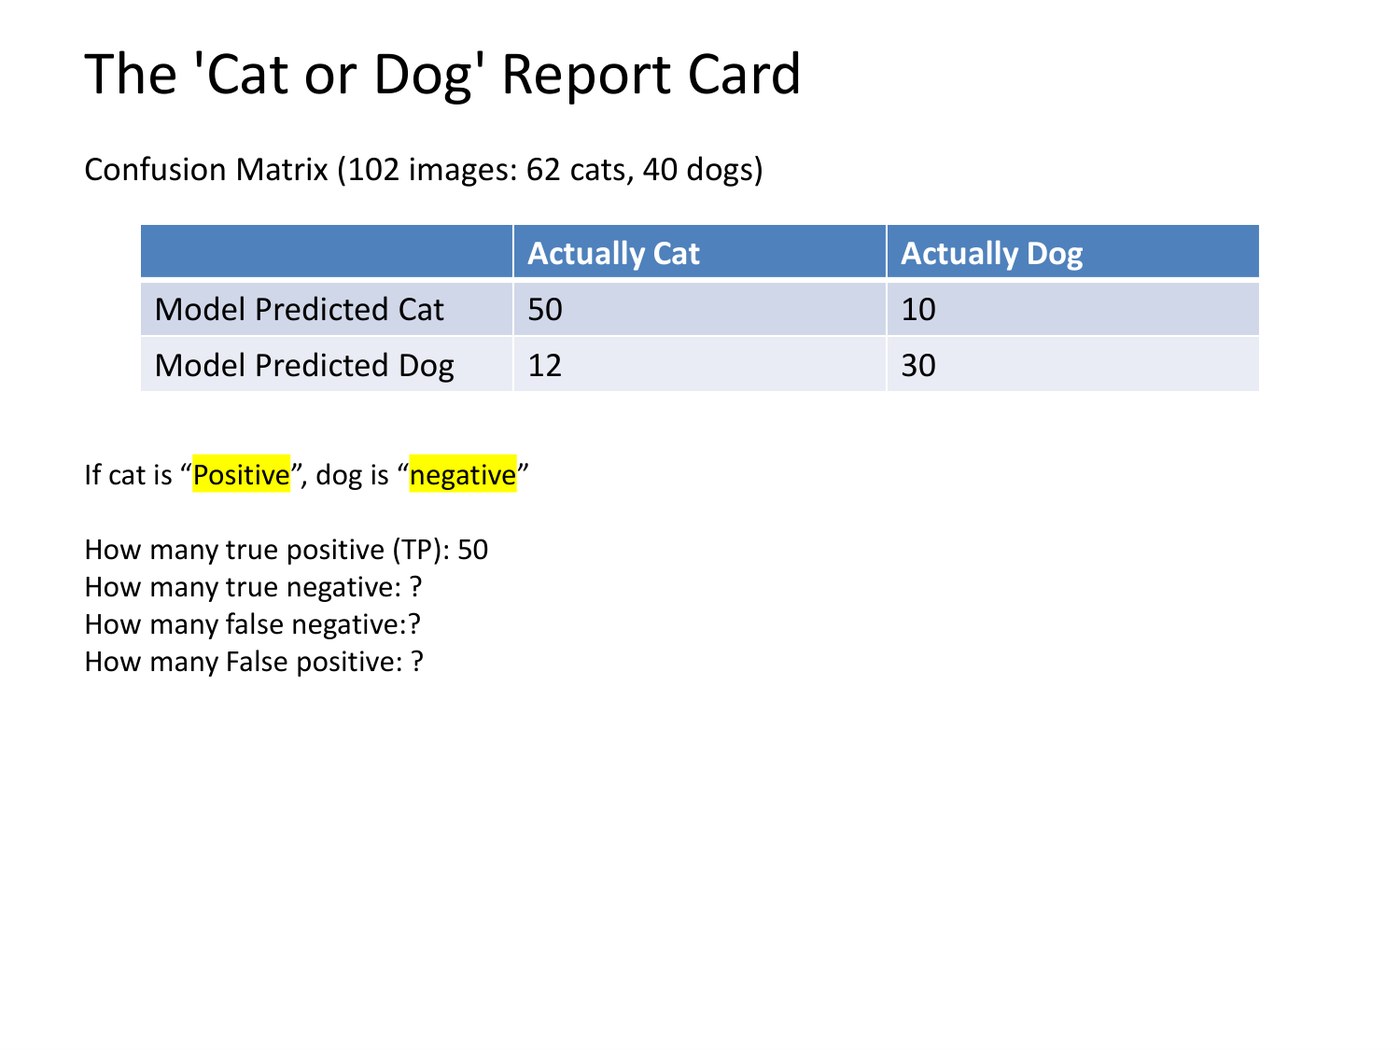 The 'Cat or Dog' Report Card
Confusion Matrix (102 images: 62 cats, 40 dogs)
Actually Cat Actually Dog
Model Predicted Cat 50 10
Model Predicted Dog 12 30
If cat is “Positive”, dog is “negative”
How many true positive (TP): 50
How many true negative: ?
How many false negative:?
How many False positive: ?